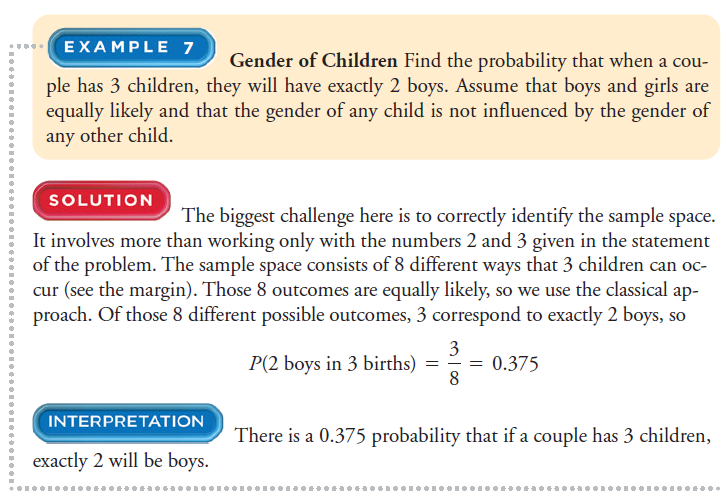 EXAMPLE 7
Gender of Children Find the probability that when a cou-
ple has 3 children, they will have exactly 2 boys. Assume that boys and girls are
equally likely and that the gender of any child is not influenced by the gender of
any other child.
SOLUTION
The biggest challenge here is to correctly identify the sample space.
It involves more than working only with the numbers 2 and 3 given in the statement
of the problem. The sample space consists of 8 different ways that 3 children can oc-
cur (see the margin). Those 8 outcomes are equally likely, so we use the classical ap-
proach. Of those 8 different possible outcomes, 3 correspond to exactly 2 boys, so
P(2 boys in 3 births) = 3/8 = 0.375
INTERPRETATION
There is a 0.375 probability that if a couple has 3 children,
exactly 2 will be boys.